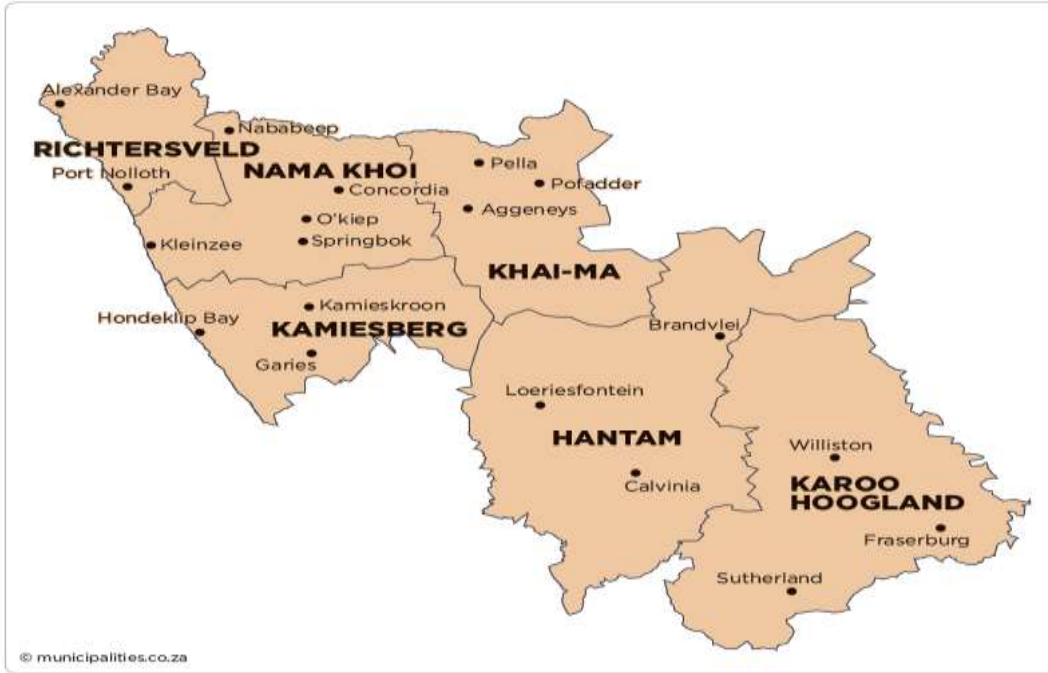 Alexander Bay
Nababeep
RICHTERSVELD
Port Nolloth
NAMA KHOI
Concordia
Pella
Pofadder
Aggeneys
O'kiep
Springbok
Kleinzee
KHAI-MA
Kamieskroon
Hondeklip Bay
KAMIESBERG
Garies
Brandvlei
Loeriesfontein
HANTAM
Calvinia
Williston
KAROO
HOOGLAND
Fraserburg
Sutherland
© municipalities.co.za